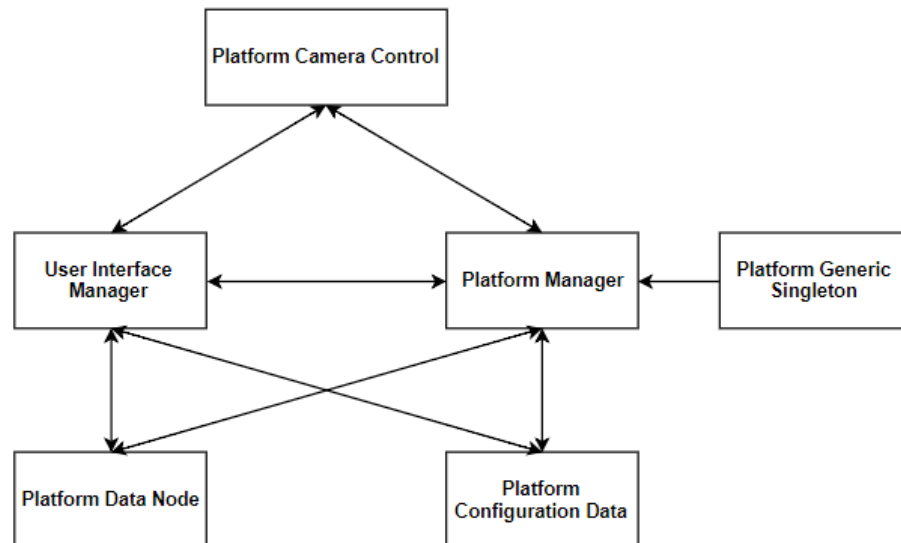 Platform Camera Control
User Interface
Manager
Platform Manager
Platform Generic
Singleton
Platform Data Node
Platform
Configuration Data